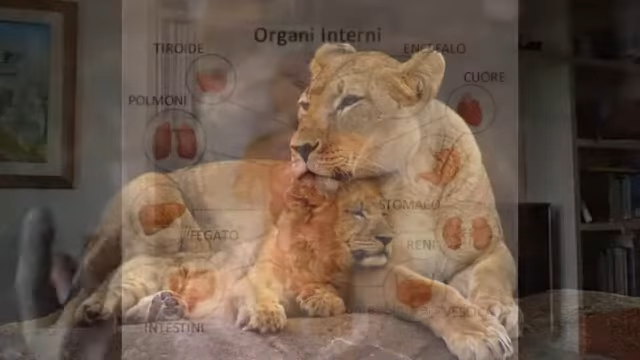 Organi Interni
TIROIDE
ENCEFALO
CUORE
POLMONI
STOMACO
FEGATO
RENI
INTESTINI